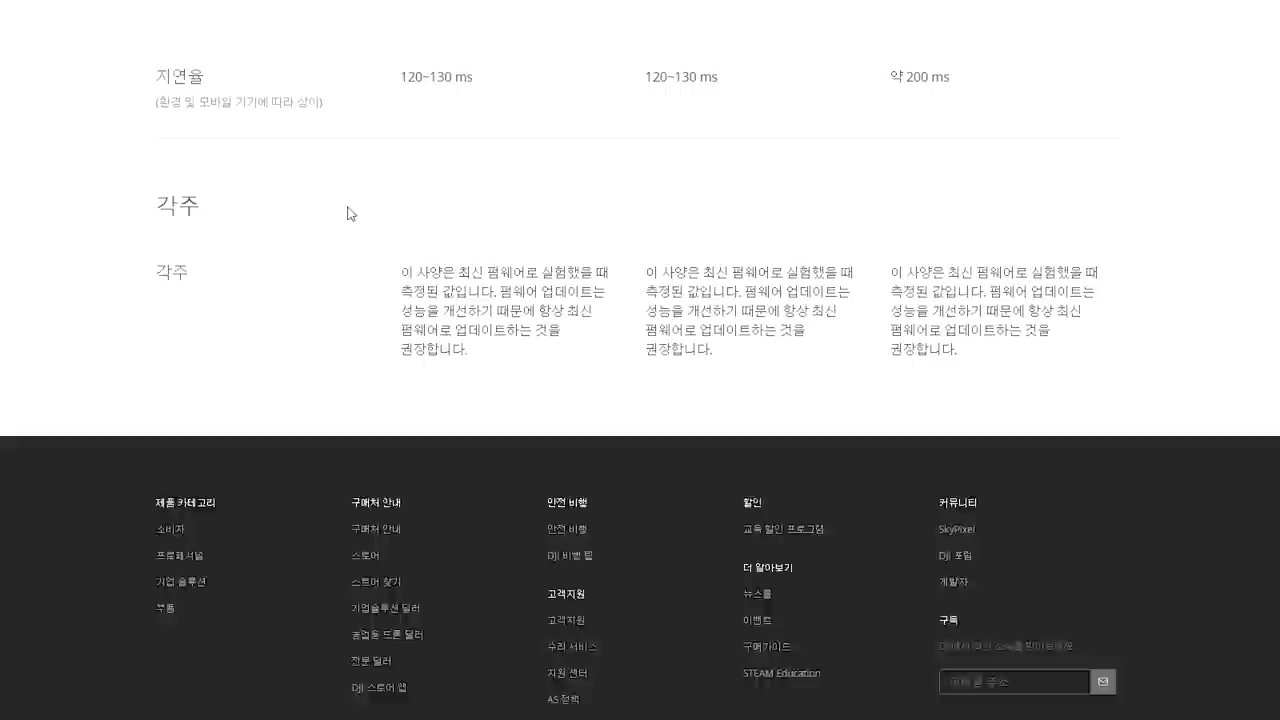 지연율
120~130 ms
120~130 ms
약 200 ms
(환경 및 모바일 기기에 따라 상이)
각주
각주
이 사양은 최신 펌웨어로 실험했을 때
측정된 값입니다. 펌웨어 업데이트는
성능을 개선하기 때문에 항상 최신
펌웨어로 업데이트하는 것을
권장합니다.
이 사양은 최신 펌웨어로 실험했을 때
측정된 값입니다. 펌웨어 업데이트는
성능을 개선하기 때문에 항상 최신
펌웨어로 업데이트하는 것을
권장합니다.
이 사양은 최신 펌웨어로 실험했을 때
측정된 값입니다. 펌웨어 업데이트는
성능을 개선하기 때문에 항상 최신
펌웨어로 업데이트하는 것을
권장합니다.
제품 카테고리
소비자
프로페셔널
기업 솔루션
부품
구매처 안내
구매처 안내
스토어
스토어 찾기
기업솔루션 딜러
농업용 드론 딜러
전문 딜러
DJI 스토어 앱
안전 비행
안전 비행
DJI 비행 팁
고객지원
고객지원
수리 서비스
지원 센터
AS 정책
할인
교육 할인 프로그램
더 알아보기
뉴스룸
이벤트
구매가이드
STEAM Education
커뮤니티
SkyPixel
DJI 포럼
개발자
구독
이메일 주소